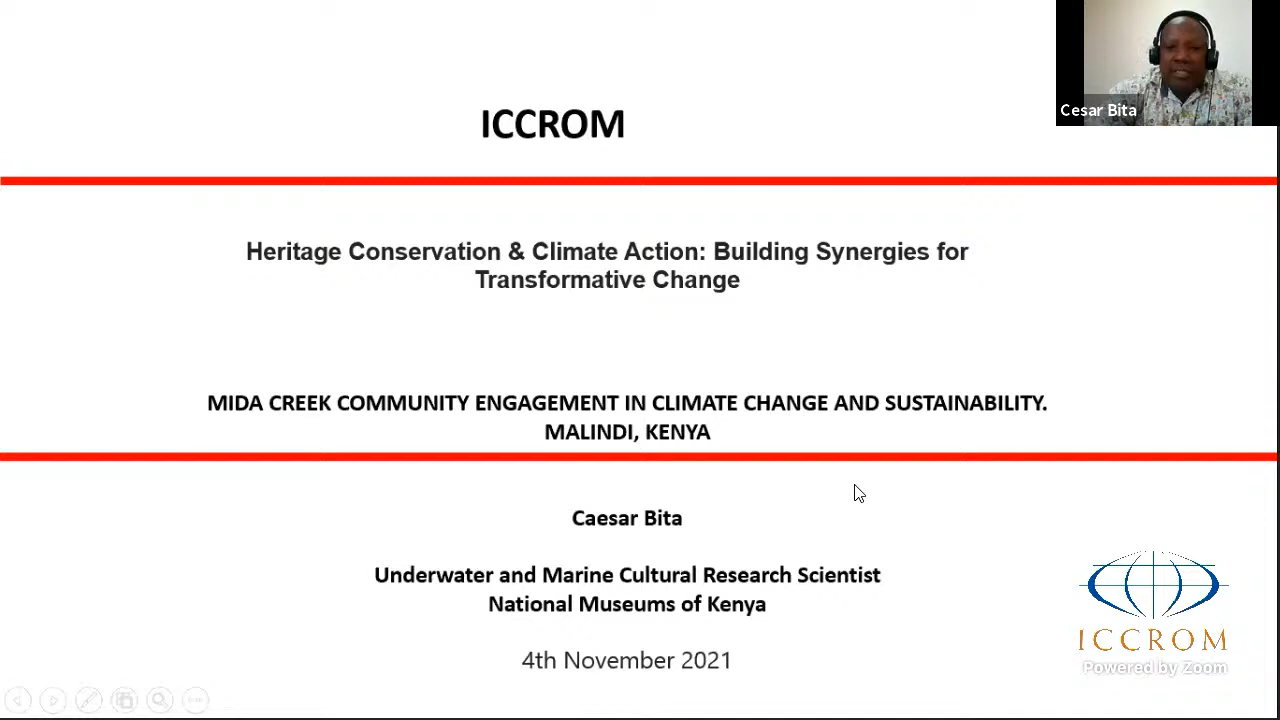 Cesar Bita
ICCROM
Heritage Conservation & Climate Action: Building Synergies for
Transformative Change
MIDA CREEK COMMUNITY ENGAGEMENT IN CLIMATE CHANGE AND SUSTAINABILITY.
MALINDI, KENYA
Caesar Bita
Underwater and Marine Cultural Research Scientist
National Museums of Kenya
4th November 2021
ICCROM
Powered by Zoom